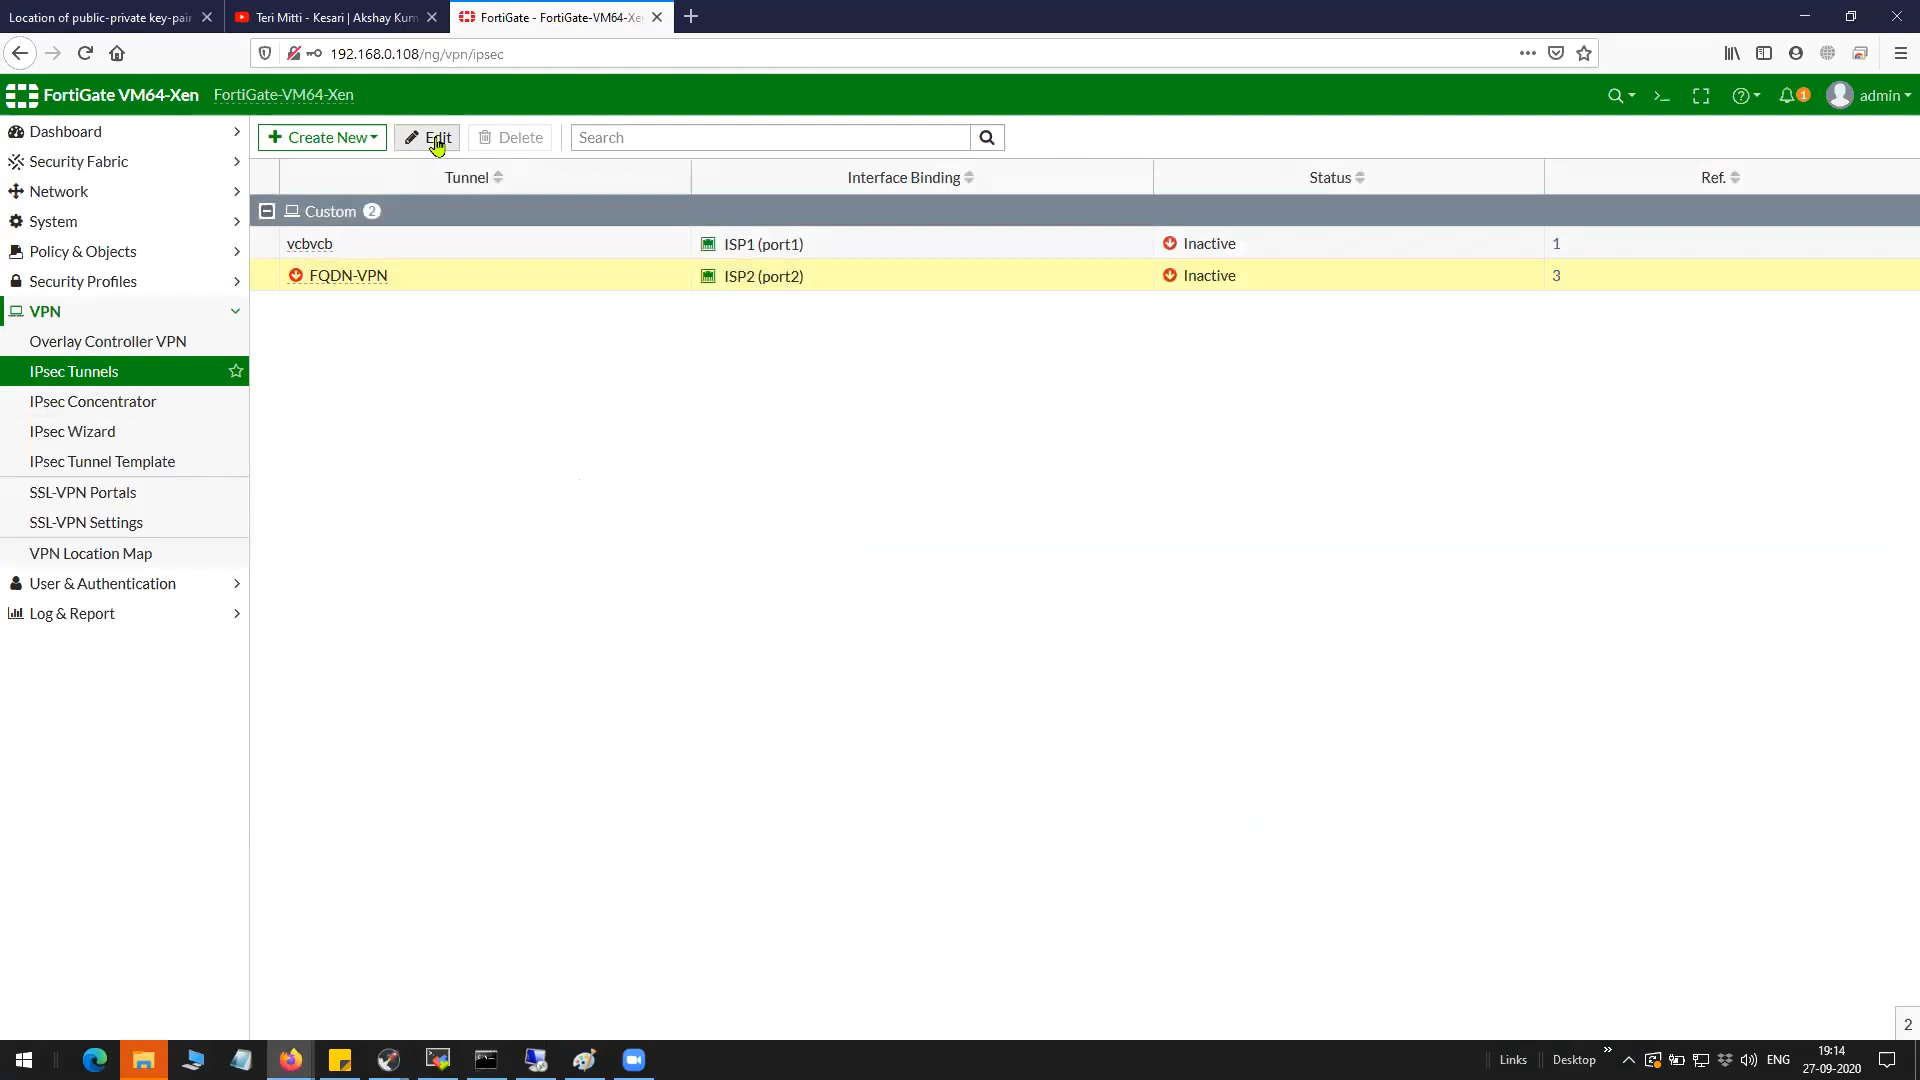 Location of public-private key-pai
Teri Mitti - Kesari | Akshay Kum
FortiGate - FortiGate-VM64-Xe
192.168.0.108/ng/vpn/ipsec
FortiGate VM64-Xen
FortiGate-VM64-Xen
1
admin
Dashboard
Security Fabric
Network
System
Policy & Objects
Security Profiles
VPN
Overlay Controller VPN
IPsec Tunnels
IPsec Concentrator
IPsec Wizard
IPsec Tunnel Template
SSL-VPN Portals
SSL-VPN Settings
VPN Location Map
User & Authentication
Log & Report
Create New
Edit
Delete
Search
Tunnel Interface Binding Status Ref.
Custom 2
vcbvcb ISP1 (port1) Inactive 1
FQDN-VPN ISP2 (port2) Inactive 3
2
Links
Desktop
ENG
19:14
27-09-2020